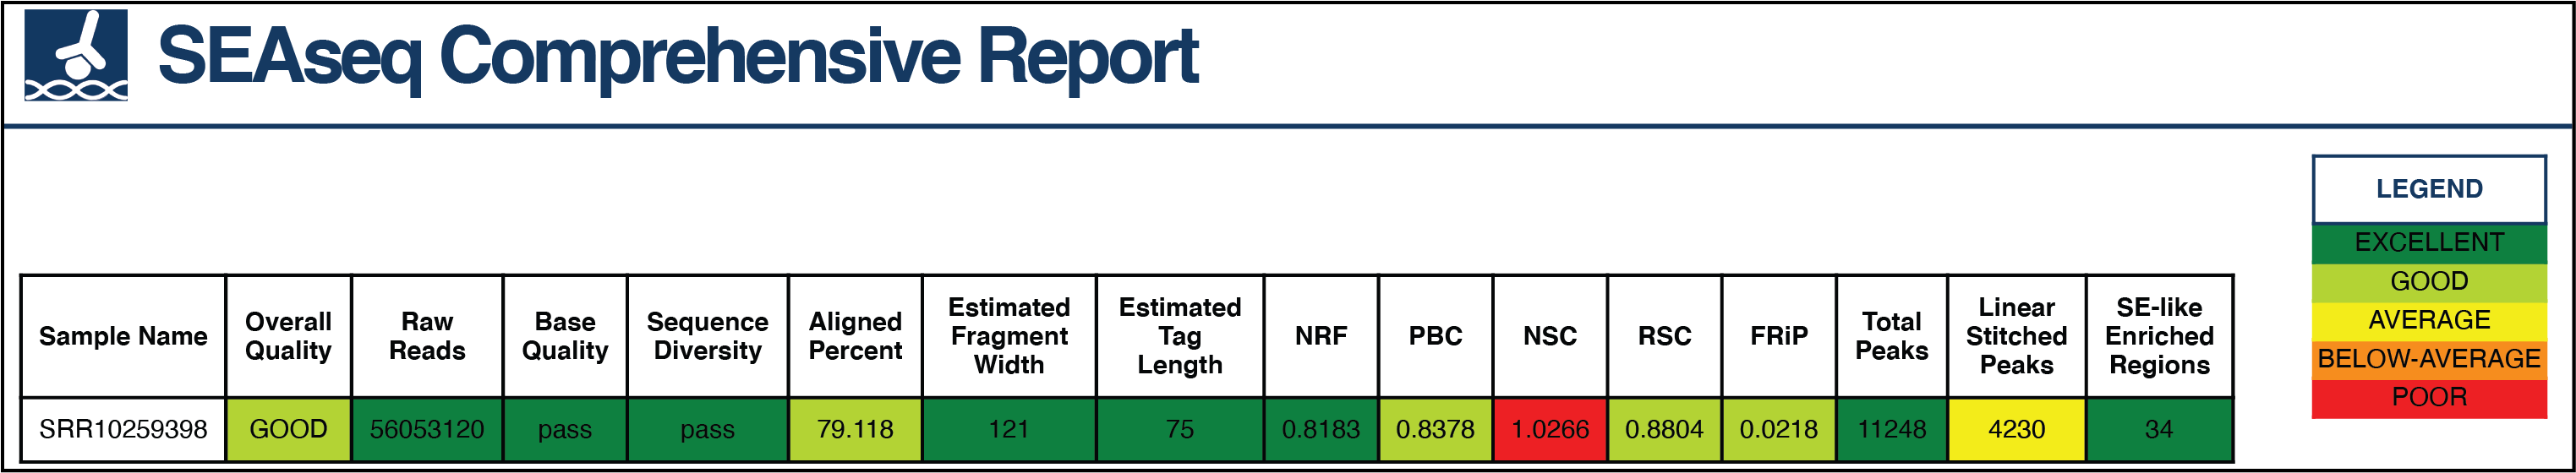 SEAseq Comprehensive Report
LEGEND
EXCELLENT
GOOD
AVERAGE
BELOW-AVERAGE
POOR
Sample Name Overall Quality Raw Reads Base Quality Sequence Diversity Aligned Percent Estimated Fragment Width Estimated Tag Length NRF PBC NSC RSC FRiP Total Peaks Linear Stitched Peaks SE-like Enriched Regions
SRR10259398 GOOD 56053120 pass pass 79.118 121 75 0.8183 0.8378 1.0266 0.8804 0.0218 11248 4230 34